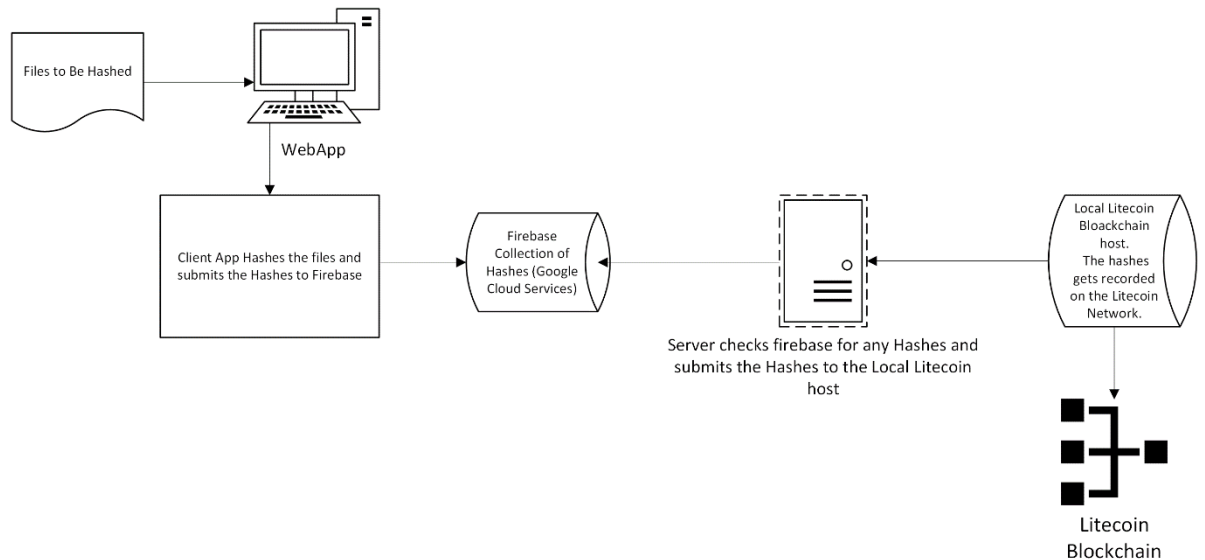 Files to Be Hashed
WebApp
Client App Hashes the files and
submits the Hashes to Firebase
Firebase
Collection of
Hashes (Google
Cloud Services)
Server checks firebase for any Hashes and
submits the Hashes to the Local Litecoin
host
Local Litecoin
Bloackchain
host.
The hashes
gets recorded
on the Litecoin
Network.
Litecoin
Blockchain